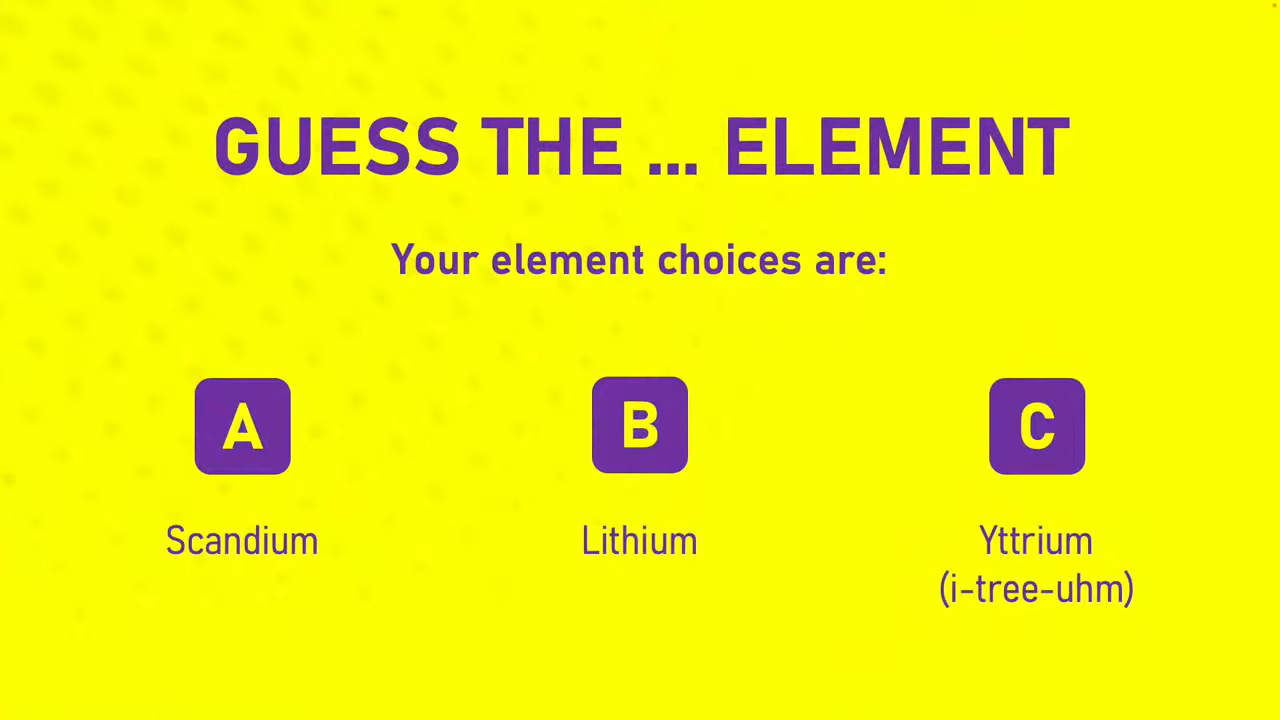 GUESS THE ... ELEMENT
Your element choices are:
A
B
C
Scandium
Lithium
Yttrium
(i-tree-uhm)